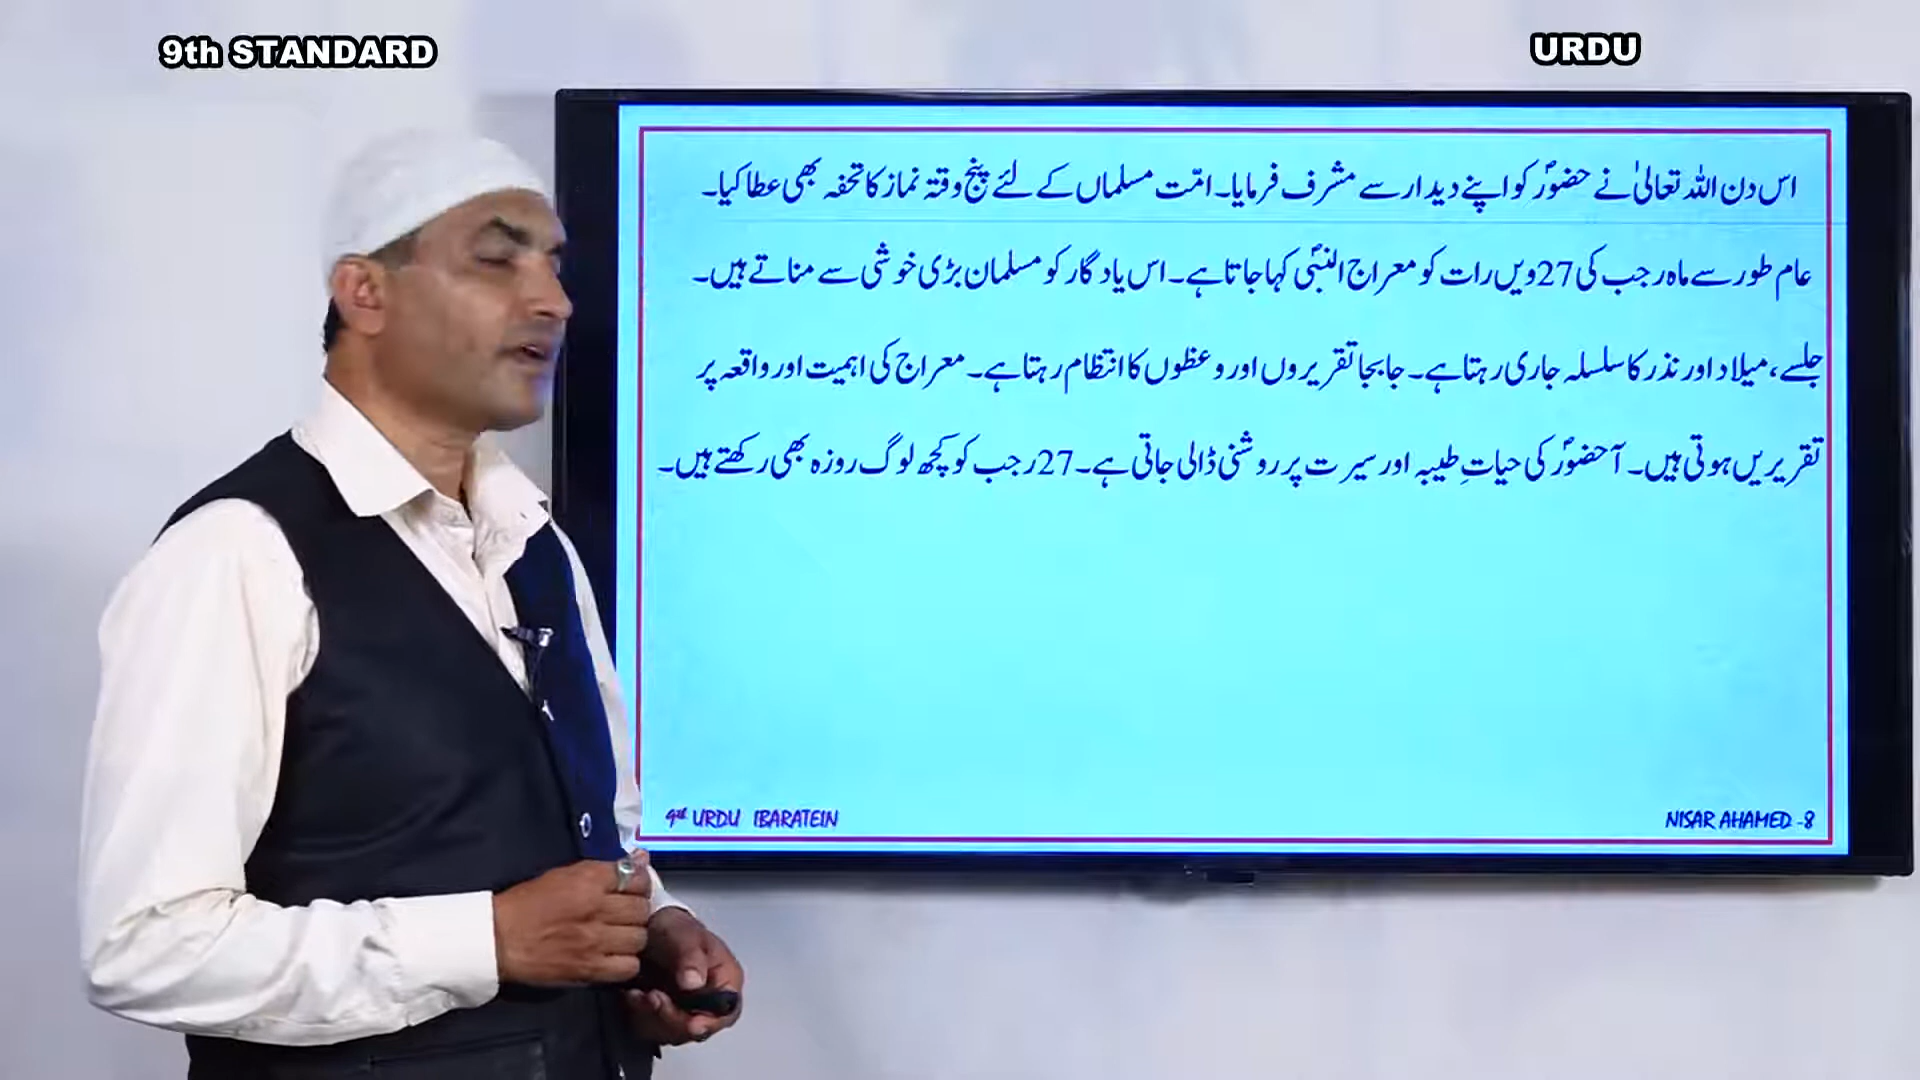 9th STANDARD
URDU
اس دن اللہ تعالیٰ نے حضورؐ کو اپنے دیدار سے مشرف فرمایا۔ امّت مسلماں کے لئے پنج وقتہ نماز کا تحفہ بھی عطا کیا۔
عام طور سے ماہ رجب کی 27ویں رات کو معراج النبیؐ کہا جاتا ہے۔ اس یادگار کو مسلمان بڑی خوشی سے مناتے ہیں۔
جلسے، میلاد اور نذر کا سلسلہ جاری رہتا ہے۔ جا بجا تقریروں اور وعظوں کا انتظام رہتا ہے۔ معراج کی اہمیت اور واقعہ پر
تقریریں ہوتی ہیں۔ آحضورؐ کی حیاتِ طیبہ اور سیرت پر روشنی ڈالی جاتی ہے۔ 27رجب کو کچھ لوگ روزہ بھی رکھتے ہیں۔
9th URDU IBARATEIN
NISAR AHAMED -8